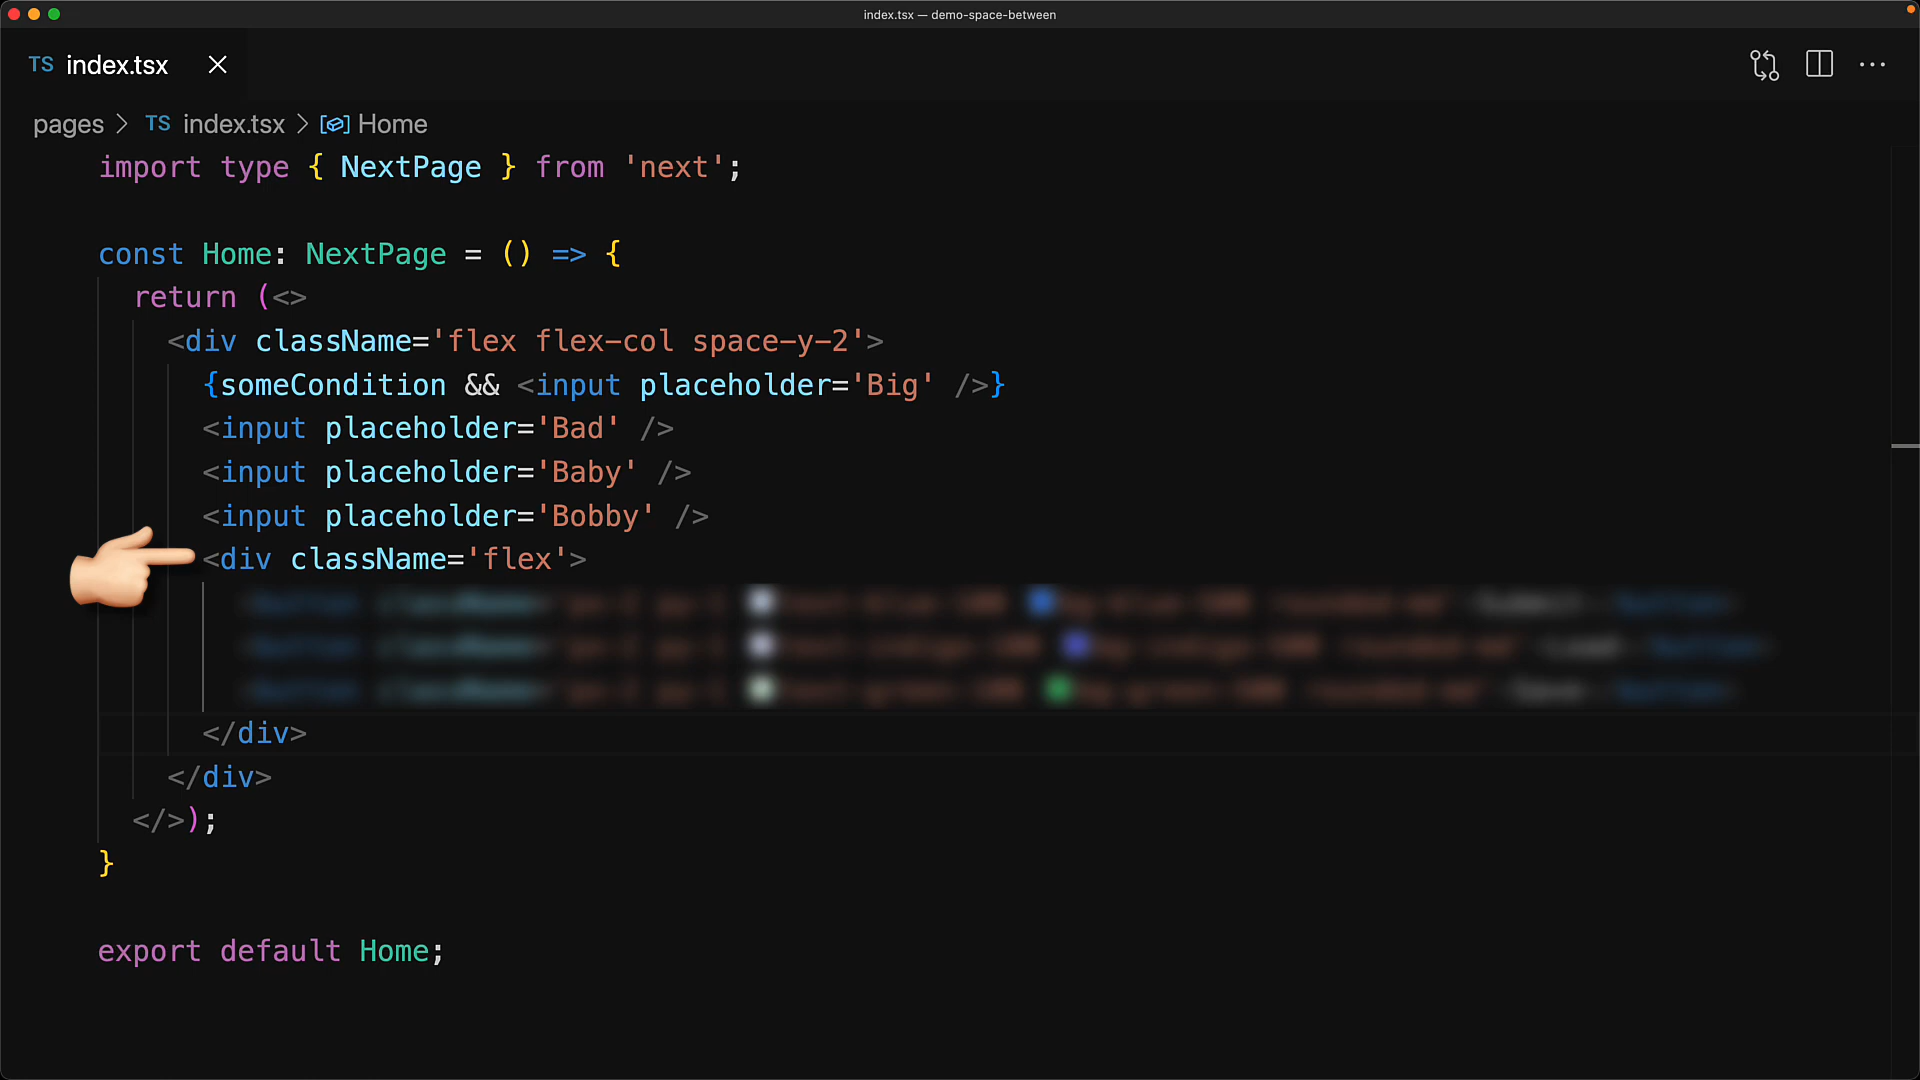 index.tsx — demo-space-between
TS index.tsx
pages > TS index.tsx > Home
import type { NextPage } from 'next';
const Home: NextPage = () => {
return (<>
<div className='flex flex-col space-y-2'>
{someCondition && <input placeholder='Big' />}
<input placeholder='Bad' />
<input placeholder='Baby' />
<input placeholder='Bobby' />
<div className='flex'>
</div>
</div>
</>);
}
export default Home;